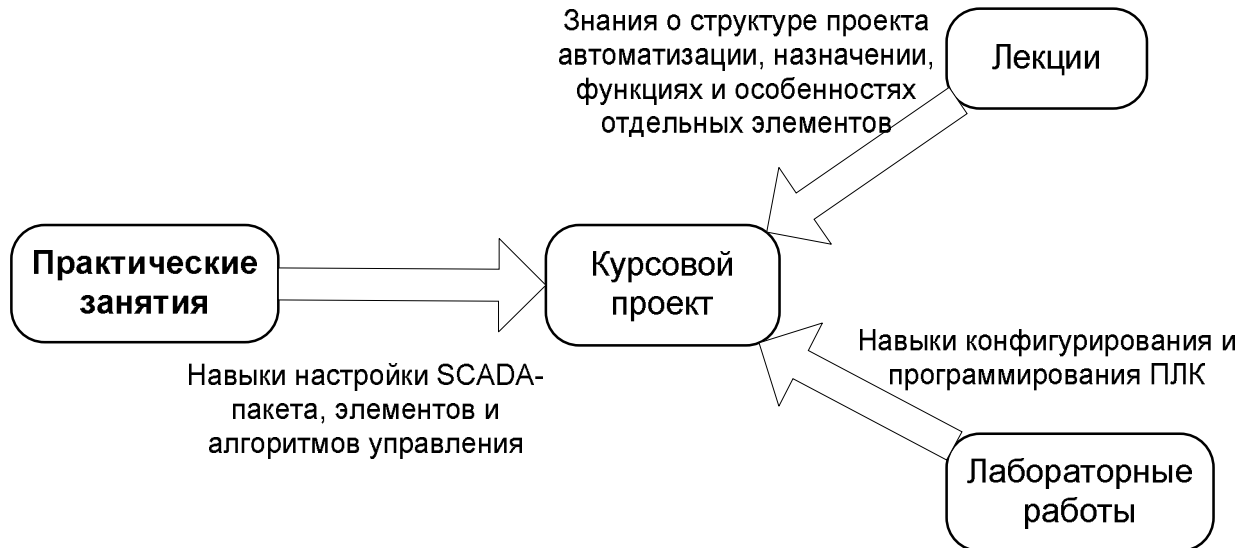 Знания о структуре проекта
автоматизации, назначении,
функциях и особенностях
отдельных элементов
Лекции
Практические
занятия
Курсовой
проект
Навыки настройки SCADA-
пакета, элементов и
алгоритмов управления
Навыки конфигурирования и
программирования ПЛК
Лабораторные
работы